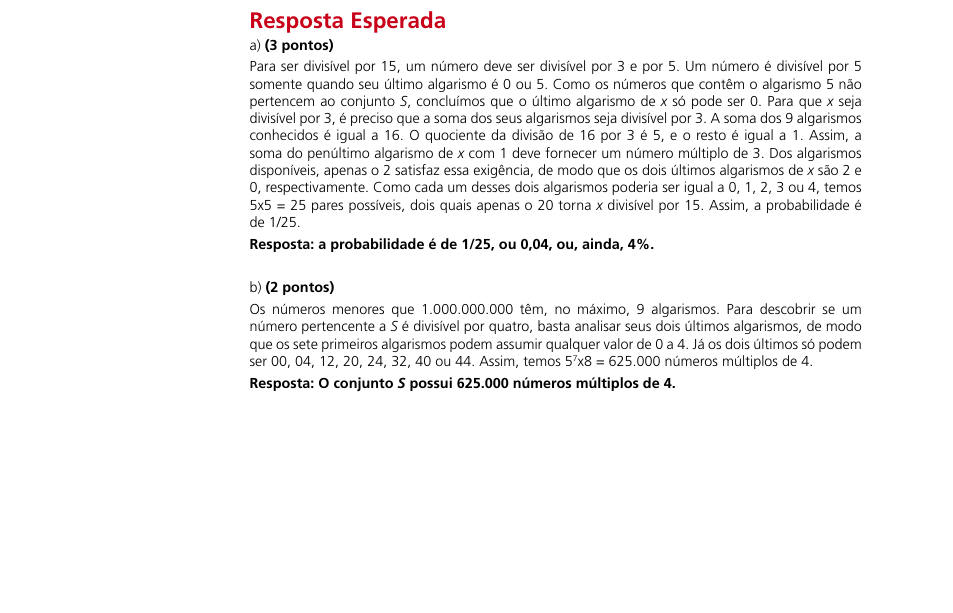 Resposta Esperada
a) (3 pontos)
Para ser divisível por 15, um número deve ser divisível por 3 e por 5. Um número é divisível por 5
somente quando seu último algarismo é 0 ou 5. Como os números que contêm o algarismo 5 não
pertencem ao conjunto S, concluímos que o último algarismo de x só pode ser 0. Para que x seja
divisível por 3, é preciso que a soma dos seus algarismos seja divisível por 3. A soma dos 9 algarismos
conhecidos é igual a 16. O quociente da divisão de 16 por 3 é 5, e o resto é igual a 1. Assim, a
soma do penúltimo algarismo de x com 1 deve fornecer um número múltiplo de 3. Dos algarismos
disponíveis, apenas o 2 satisfaz essa exigência, de modo que os dois últimos algarismos de x são 2 e
0, respectivamente. Como cada um desses dois algarismos poderia ser igual a 0, 1, 2, 3 ou 4, temos
5x5 = 25 pares possíveis, dois quais apenas o 20 torna x divisível por 15. Assim, a probabilidade é
de 1/25.
Resposta: a probabilidade é de 1/25, ou 0,04, ou, ainda, 4%.
b) (2 pontos)
Os números menores que 1.000.000.000 têm, no máximo, 9 algarismos. Para descobrir se um
número pertencente a S é divisível por quatro, basta analisar seus dois últimos algarismos, de modo
que os sete primeiros algarismos podem assumir qualquer valor de 0 a 4. Já os dois últimos só podem
ser 00, 04, 12, 20, 24, 32, 40 ou 44. Assim, temos 5⁷x8 = 625.000 números múltiplos de 4.
Resposta: O conjunto S possui 625.000 números múltiplos de 4.